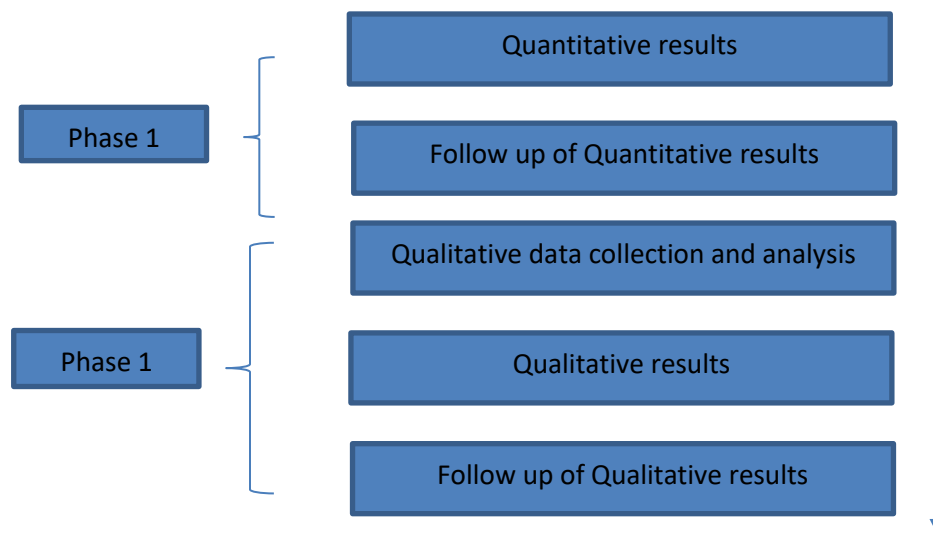 Quantitative results
Phase 1
Follow up of Quantitative results
Qualitative data collection and analysis
Phase 1
Qualitative results
Follow up of Qualitative results